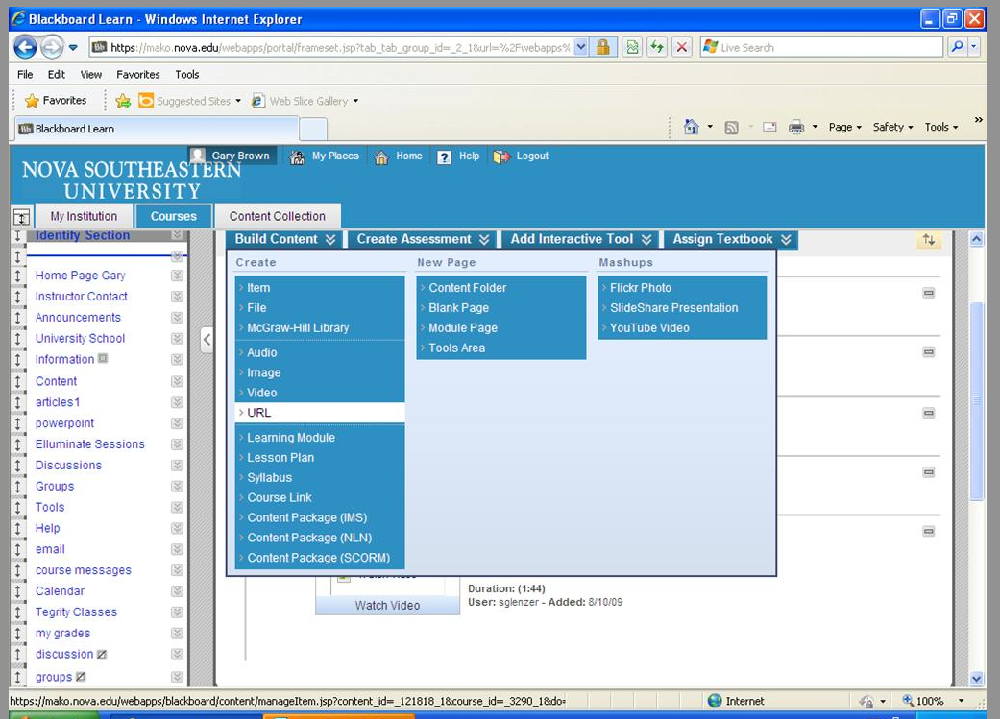 Blackboard Learn - Windows Internet Explorer
https://mako.nova.edu/webapps/portal/frameset.jsp?tab_tab_group_id=_2_1&url=%2Fwebapps%
Live Search
File Edit View Favorites Tools
Favorites Suggested Sites Web Slice Gallery
Bb Blackboard Learn Page Safety Tools »
Gary Brown My Places Home Help Logout
NOVA SOUTHEASTERN
UNIVERSITY
My Institution Courses Content Collection
Identify Section
Home Page Gary
Instructor Contact
Announcements
University School
Information
Content
articles1
powerpoint
Elluminate Sessions
Discussions
Groups
Tools
Help
email
course messages
Calendar
Tegrity Classes
my grades
discussion
groups
Build Content Create Assessment Add Interactive Tool Assign Textbook
Create
Item
File
McGraw-Hill Library
Audio
Image
Video
URL
Learning Module
Lesson Plan
Syllabus
Course Link
Content Package (IMS)
Content Package (NLN)
Content Package (SCORM)
New Page
Content Folder
Blank Page
Module Page
Tools Area
Mashups
Flickr Photo
SlideShare Presentation
YouTube Video
Watch Video
Duration: (1:44)
User: sglenzer - Added: 8/10/09
https://mako.nova.edu/webapps/blackboard/content/manageItem.jsp?content_id=_121818_1&course_id=_3290_1&do
Internet
100%